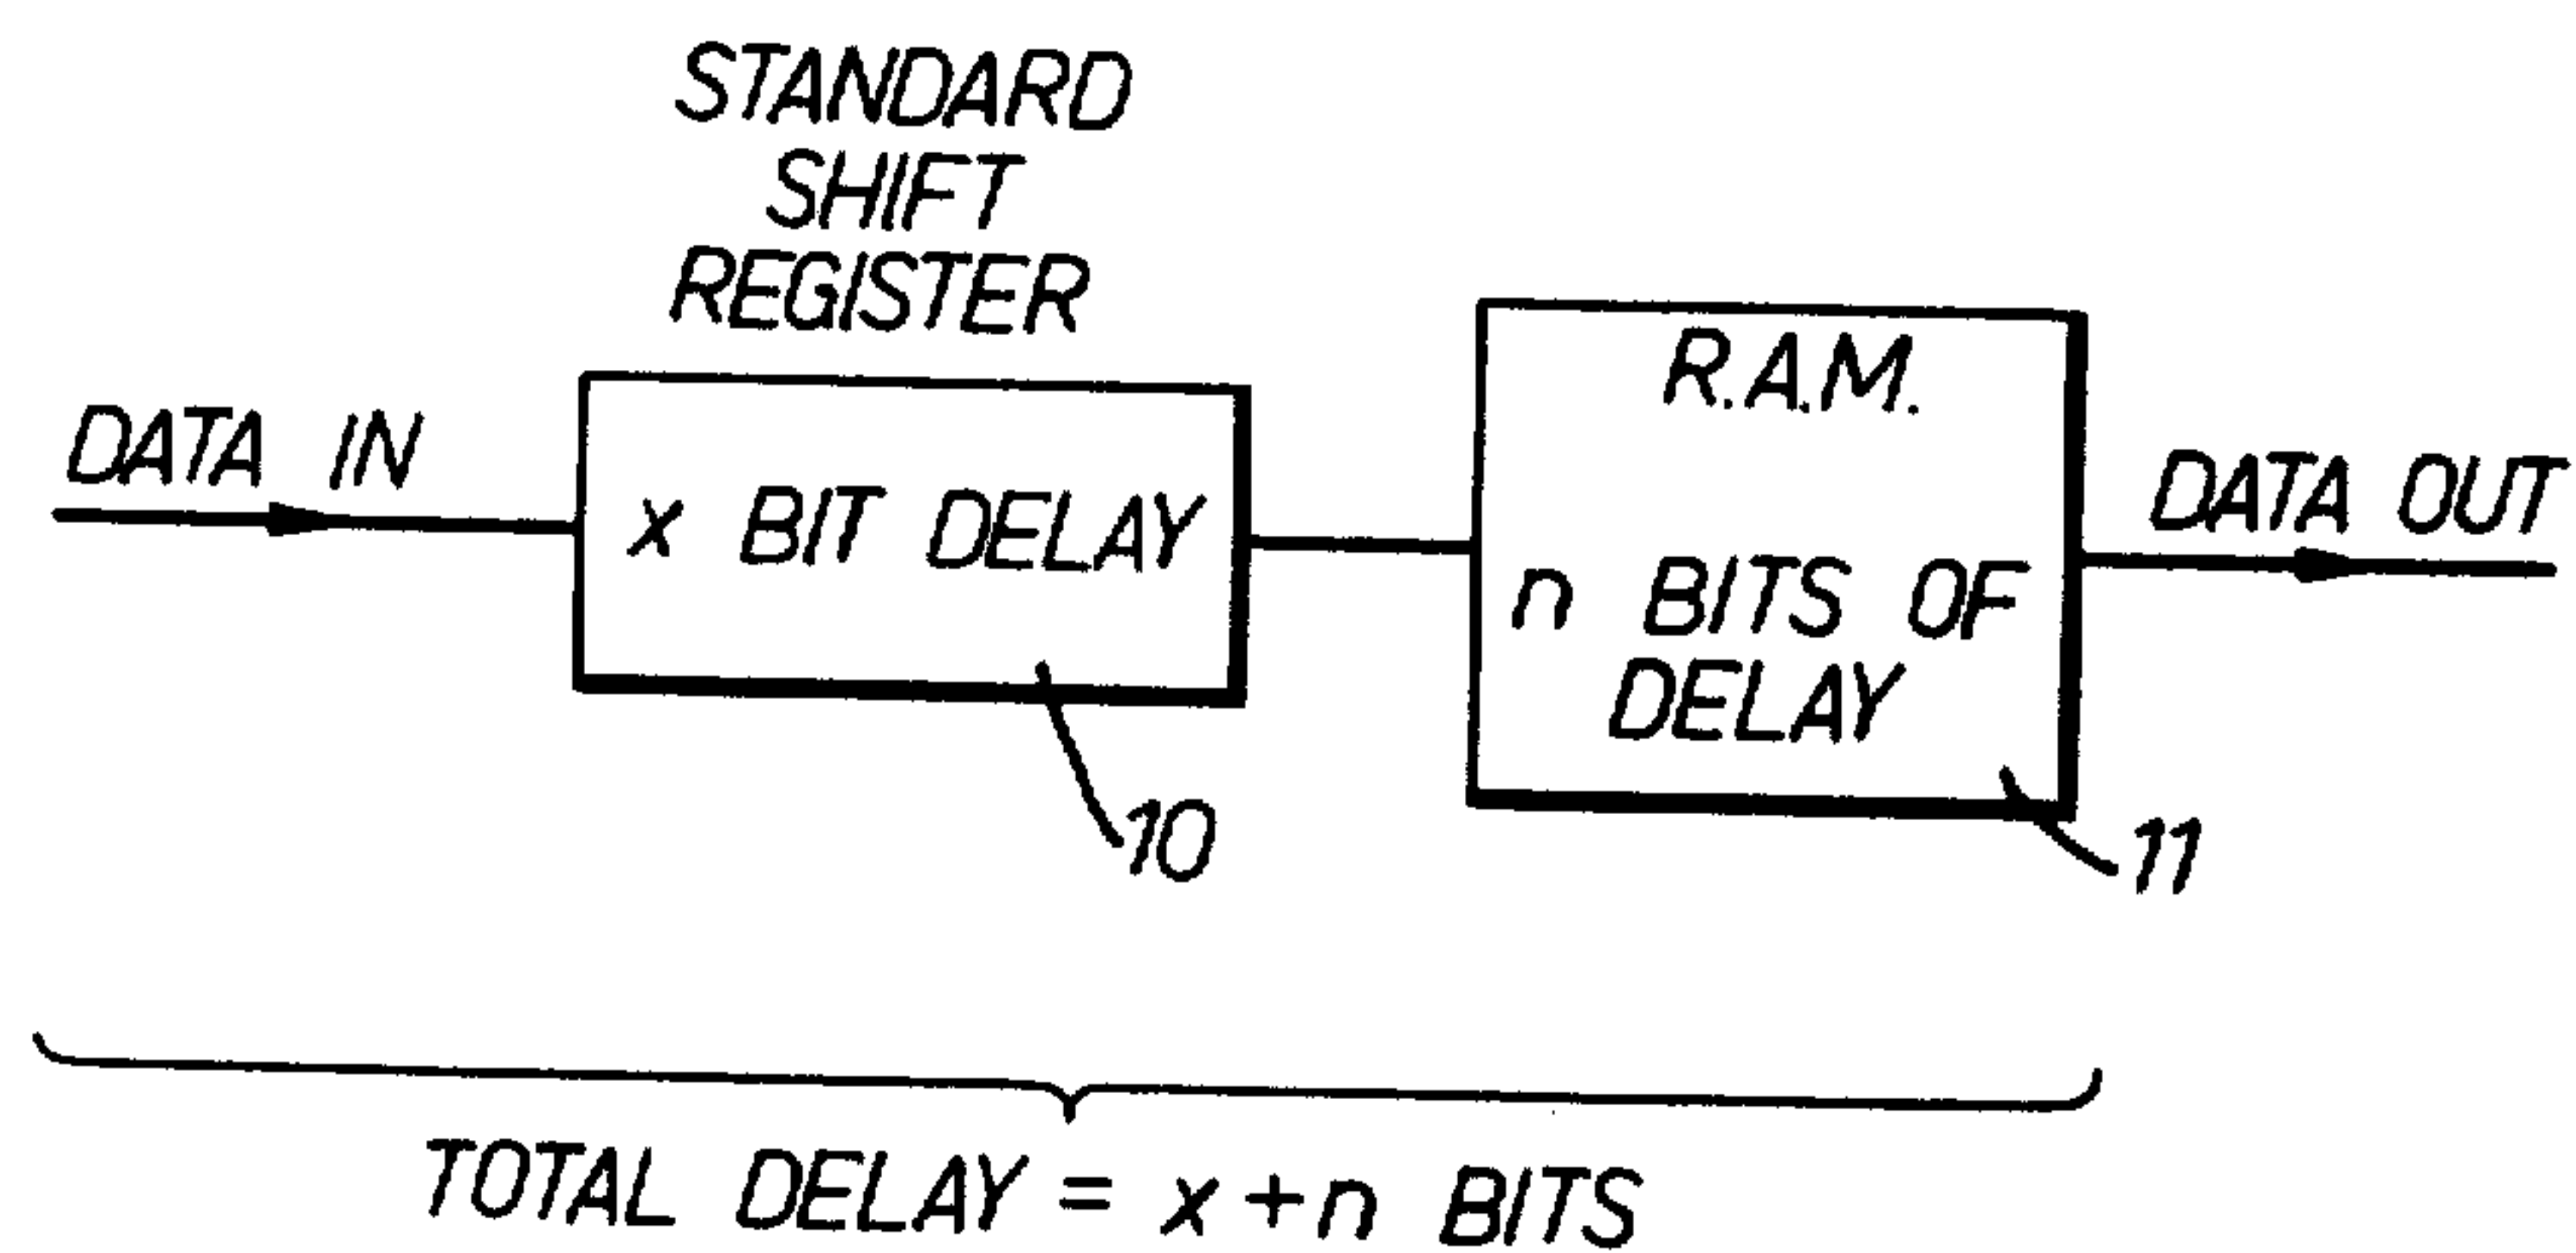 STANDARD
SHIFT
REGISTER
DATA IN
x BIT DELAY
10
R.A.M.
n BITS OF
DELAY
11
DATA OUT
TOTAL DELAY = x + n BITS